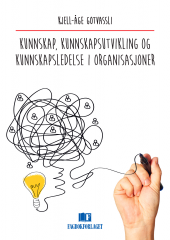 KJELL-ÅGE GOTVASSLI
KUNNSKAP, KUNNSKAPSUTVIKLING OG
KUNNSKAPSLEDELSE I ORGANISASJONER
FAGBOKFORLAGET